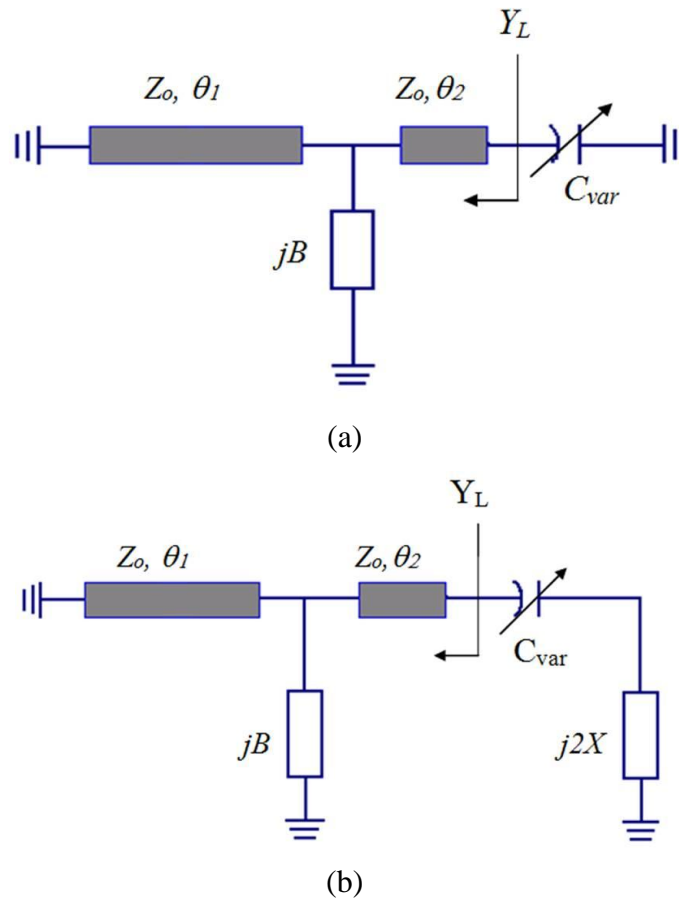 Y_L
Z_o, θ_1
Z_o, θ_2
C_var
jB
(a)
Y_L
Z_o, θ_1
Z_o, θ_2
C_var
jB
j2X
(b)